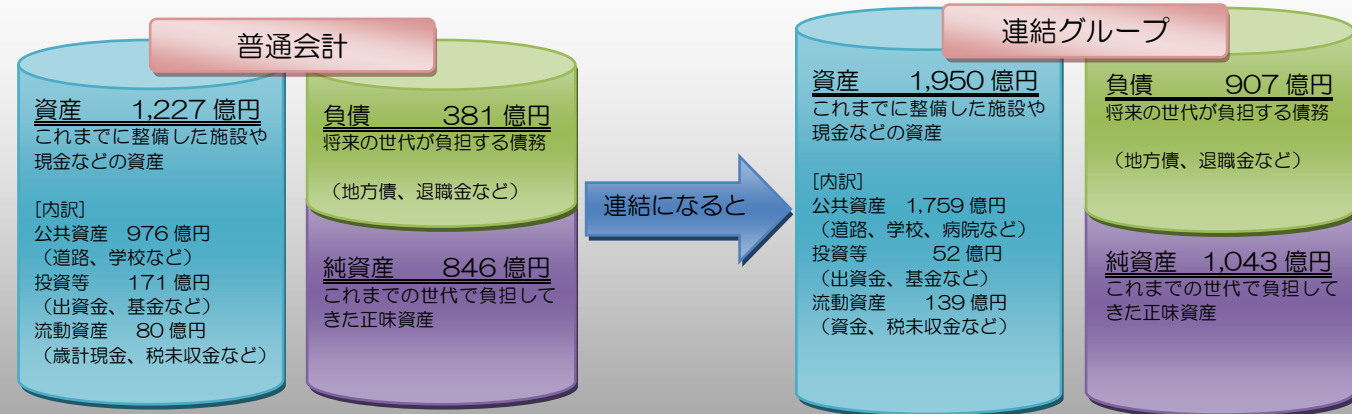 普通会計
資産 1,227 億円
これまでに整備した施設や
現金などの資産
[内訳]
公共資産 976 億円
（道路、学校など）
投資等 171 億円
（出資金、基金など）
流動資産 80 億円
（歳計現金、税未収金など）
負債 381 億円
将来の世代が負担する債務
（地方債、退職金など）
純資産 846 億円
これまでの世代で負担して
きた正味資産
連結になると
連結グループ
資産 1,950 億円
これまでに整備した施設や
現金などの資産
[内訳]
公共資産 1,759 億円
（道路、学校、病院など）
投資等 52 億円
（出資金、基金など）
流動資産 139 億円
（資金、税未収金など）
負債 907 億円
将来の世代が負担する債務
（地方債、退職金など）
純資産 1,043 億円
これまでの世代で負担して
きた正味資産